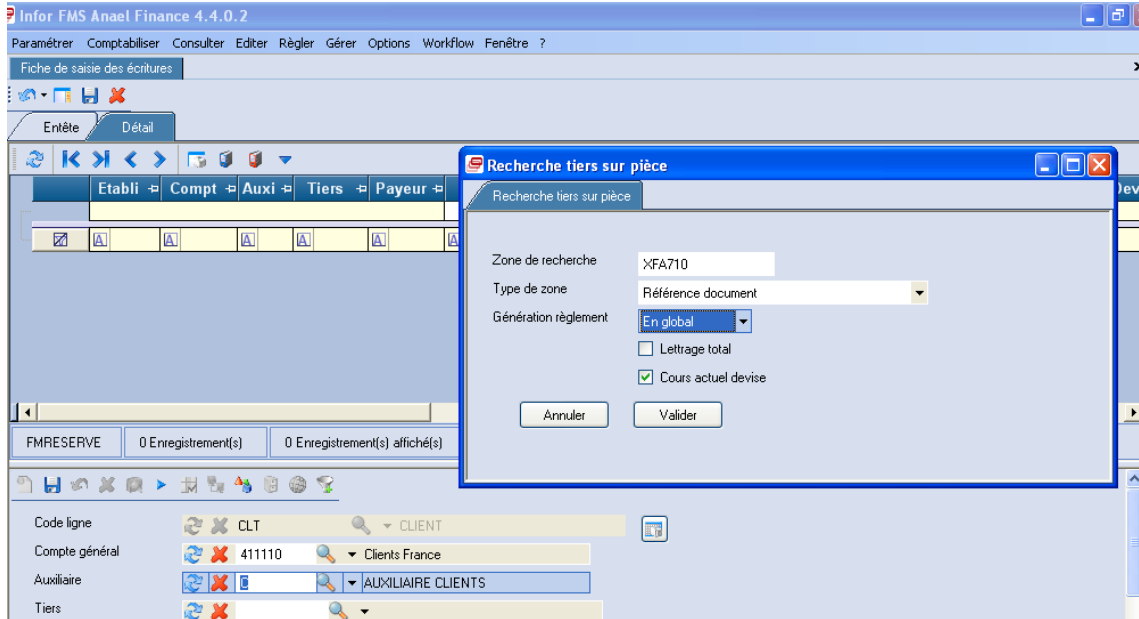 Infor FMS Anael Finance 4.4.0.2
Paramétrer Comptabiliser Consulter Editer Règler Gérer Options Workflow Fenêtre ?
Fiche de saisie des écritures
Entête Détail
Etabli Compt Auxi Tiers Payeur Dev
A A A A A A
Recherche tiers sur pièce
Recherche tiers sur pièce
Zone de recherche XFA710
Type de zone Référence document
Génération règlement En global
Lettrage total
Cours actuel devise
Annuler Valider
FMRESERVE 0 Enregistrement(s) 0 Enregistrement(s) affiché(s)
Code ligne CLT CLIENT
Compte général 411110 Clients France
Auxiliaire C AUXILIAIRE CLIENTS
Tiers